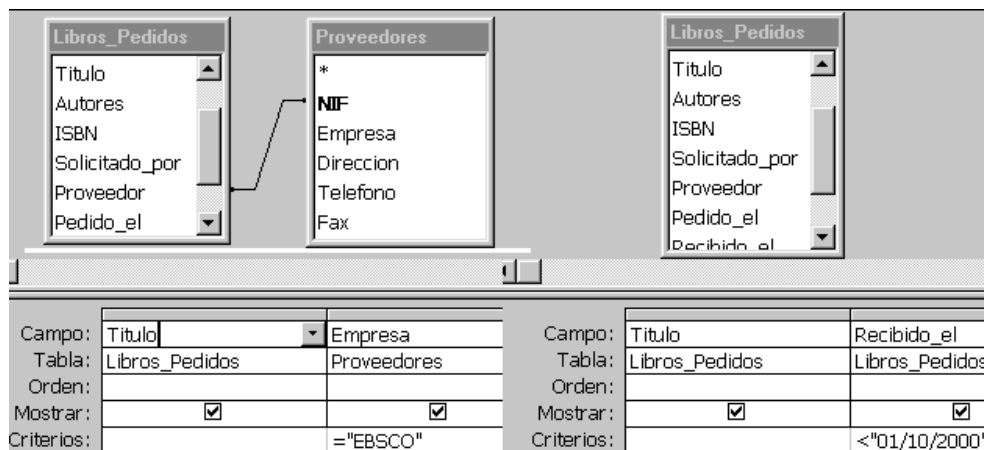 Libros_Pedidos
Titulo
Autores
ISBN
Solicitado_por
Proveedor
Pedido_el
Proveedores
*
NIF
Empresa
Direccion
Telefono
Fax
Libros_Pedidos
Titulo
Autores
ISBN
Solicitado_por
Proveedor
Pedido_el
Recibido_el
Campo: Titulo Empresa
Tabla: Libros_Pedidos Proveedores
Orden:
Mostrar:
Criterios: ="EBSCO"
Campo: Titulo Recibido_el
Tabla: Libros_Pedidos Libros_Pedidos
Orden:
Mostrar:
Criterios: <"01/10/2000"